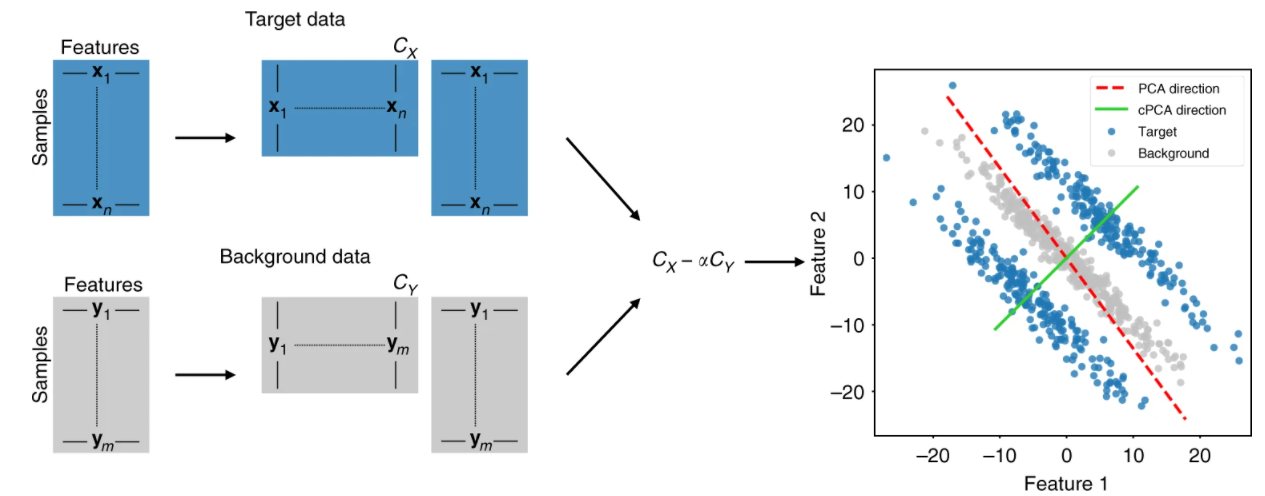 Target data
Features
C_X
Samples
x_1
x_n
x_1
x_n
x_1
x_n
Background data
Features
C_Y
Samples
y_1
y_m
y_1
y_m
y_1
y_m
C_X – αC_Y
PCA direction
cPCA direction
Target
Background
Feature 2
20
10
0
–10
–20
–20 –10 0 10 20
Feature 1